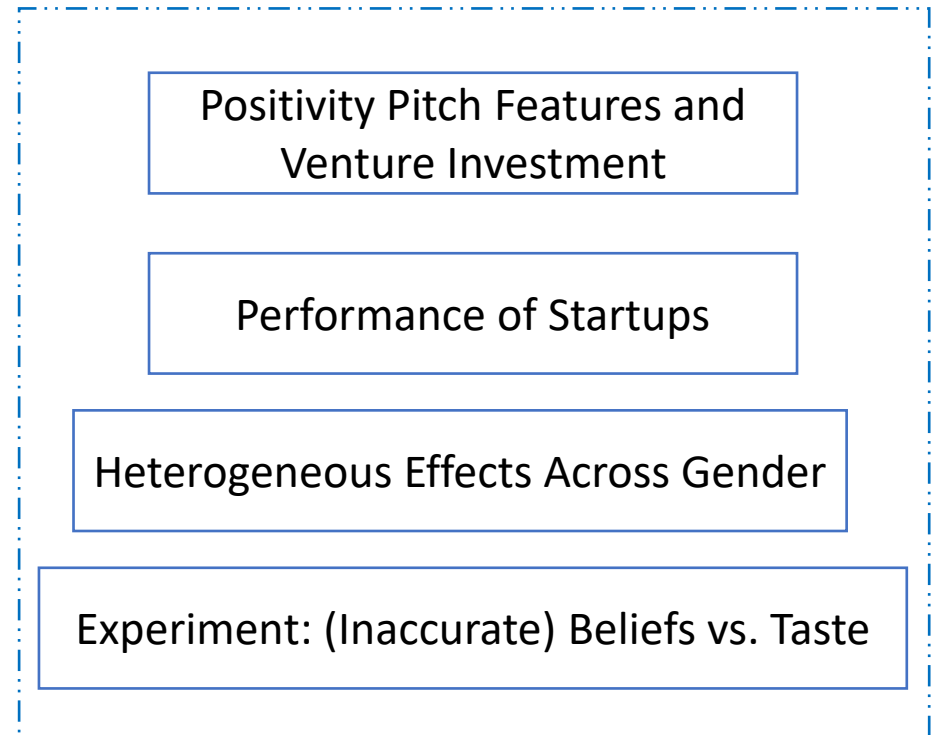 Positivity Pitch Features and
Venture Investment
Performance of Startups
Heterogeneous Effects Across Gender
Experiment: (Inaccurate) Beliefs vs. Taste